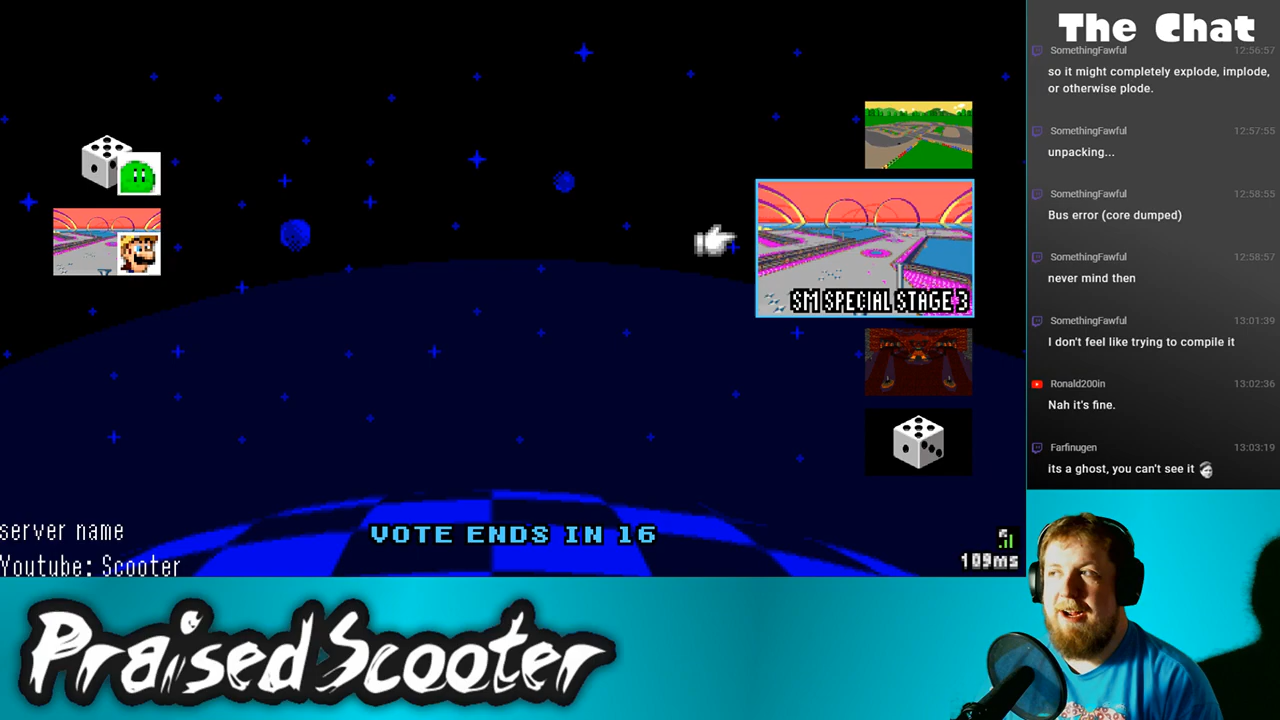 SM SPECIAL STAGE 3
VOTE ENDS IN 16
server name
Youtube: Scooter
109ms
PraisedScooter
The Chat
SomethingFawful 12:56:57
so it might completely explode, implode,
or otherwise plode.
SomethingFawful 12:57:55
unpacking...
SomethingFawful 12:58:55
Bus error (core dumped)
SomethingFawful 12:58:57
never mind then
SomethingFawful 13:01:39
I don't feel like trying to compile it
Ronald200in 13:02:36
Nah it's fine.
Farfinugen 13:03:19
its a ghost, you can't see it